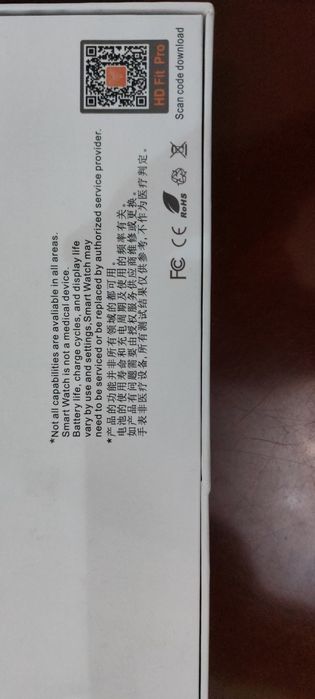 *Not all capabilities are avaliable in all areas.
Smart Watch is not a medical device.
Battery life, charge cycles, and display life
vary by use and settings,Smart Watch may
need to be serviced or be replaced by authorized service provider.
*产品的功能并非所有领域的都可用。
电池的使用寿命和充电周期及使用的频率有关。
如产品有问题需要由授权服务供应商维修或更换。
手表非医疗设备,所有测试结果仅供参考,不作为医疗判定。
FC CE RoHS
HD Fit Pro
Scan code download